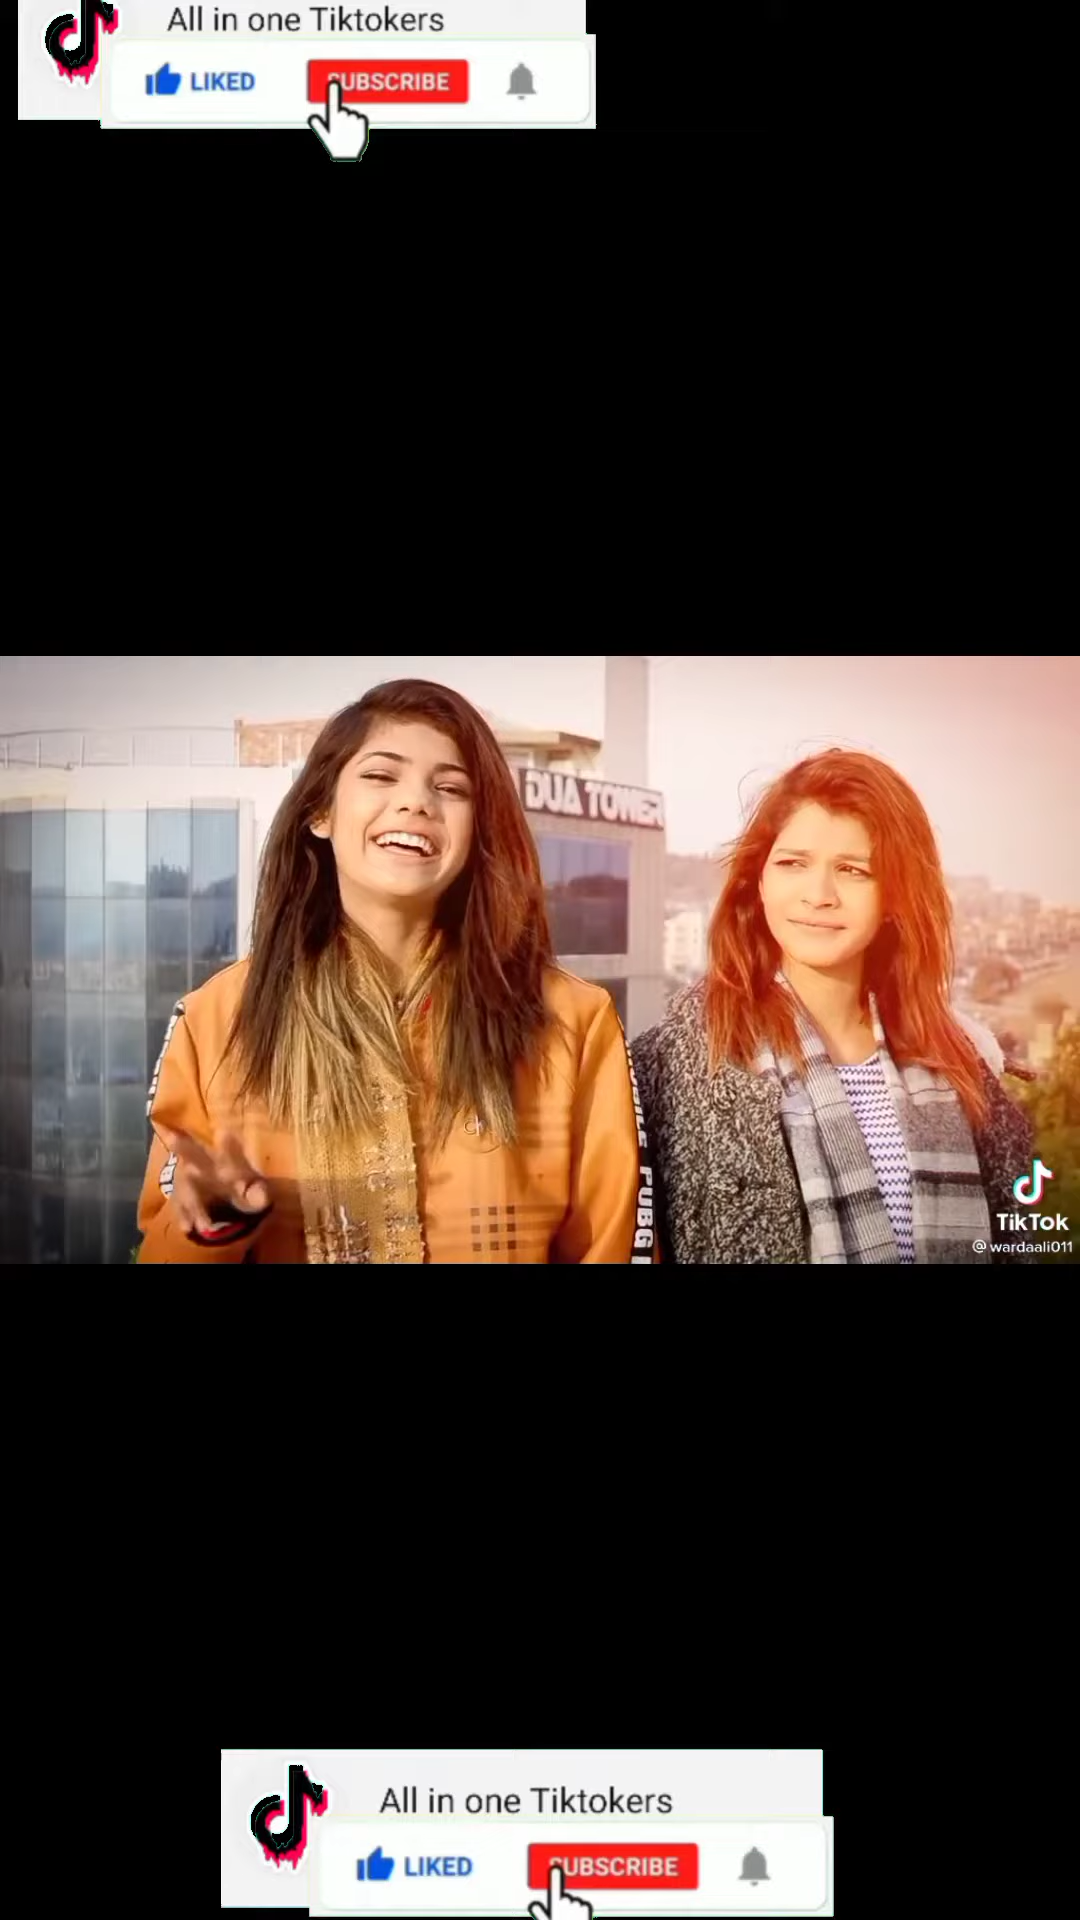 All in one Tiktokers
LIKED
SUBSCRIBE
DUA TOWER
PUBG
TikTok
@wardaali011
All in one Tiktokers
LIKED
SUBSCRIBE